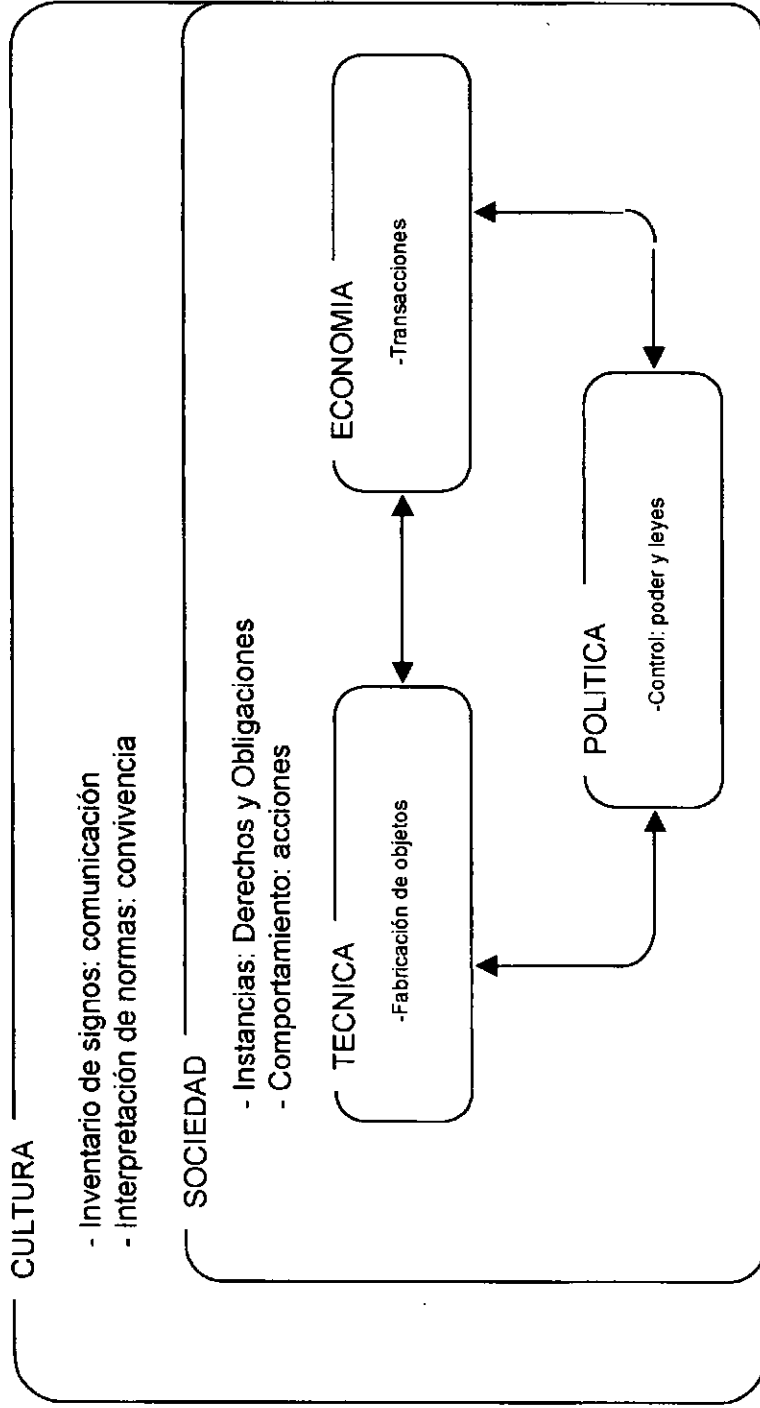 CULTURA
- Inventario de signos: comunicación
- Interpretación de normas: convivencia
SOCIEDAD
- Instancias: Derechos y Obligaciones
- Comportamiento: acciones
TECNICA
-Fabricación de objetos
ECONOMIA
-Transacciones
POLITICA
-Control: poder y leyes